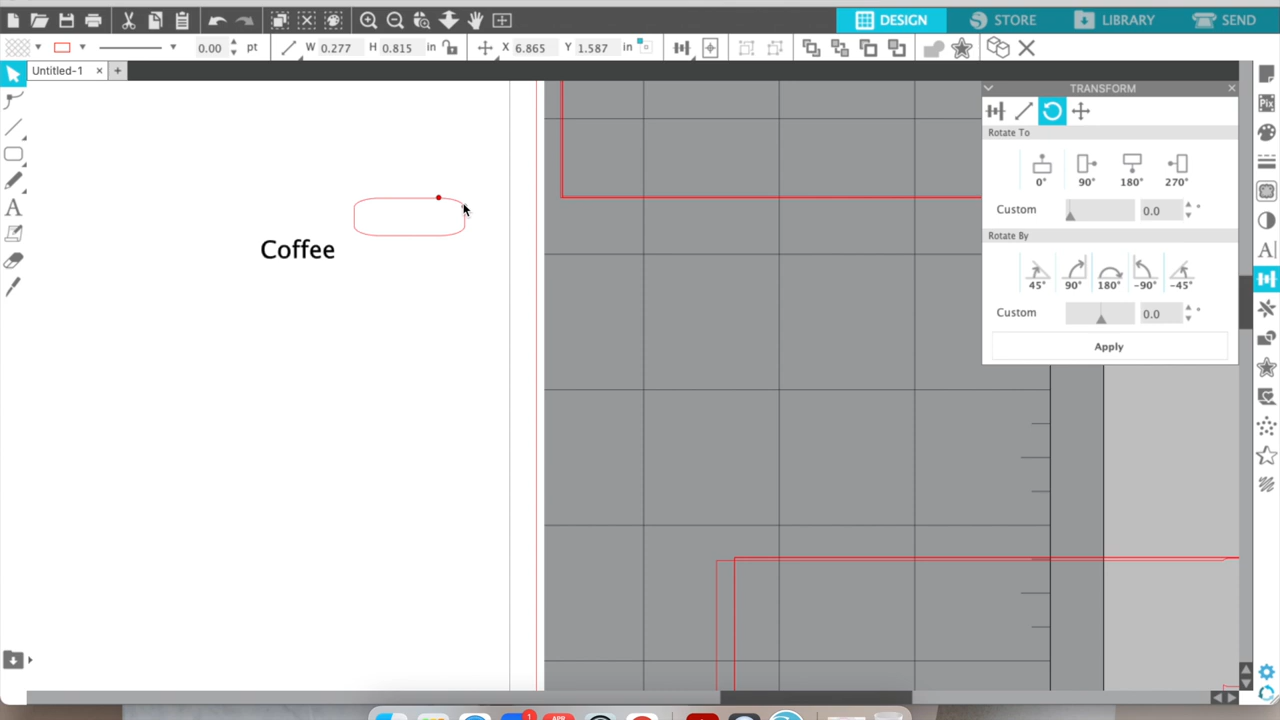 DESIGN STORE LIBRARY SEND
0.00 pt W 0.277 H 0.815 in X 6.865 Y 1.587 in
Untitled-1 × +
TRANSFORM
Rotate To
0° 90° 180° 270°
Custom 0.0 °
Rotate By
45° 90° 180° -90° -45°
Custom 0.0 °
Apply
Coffee